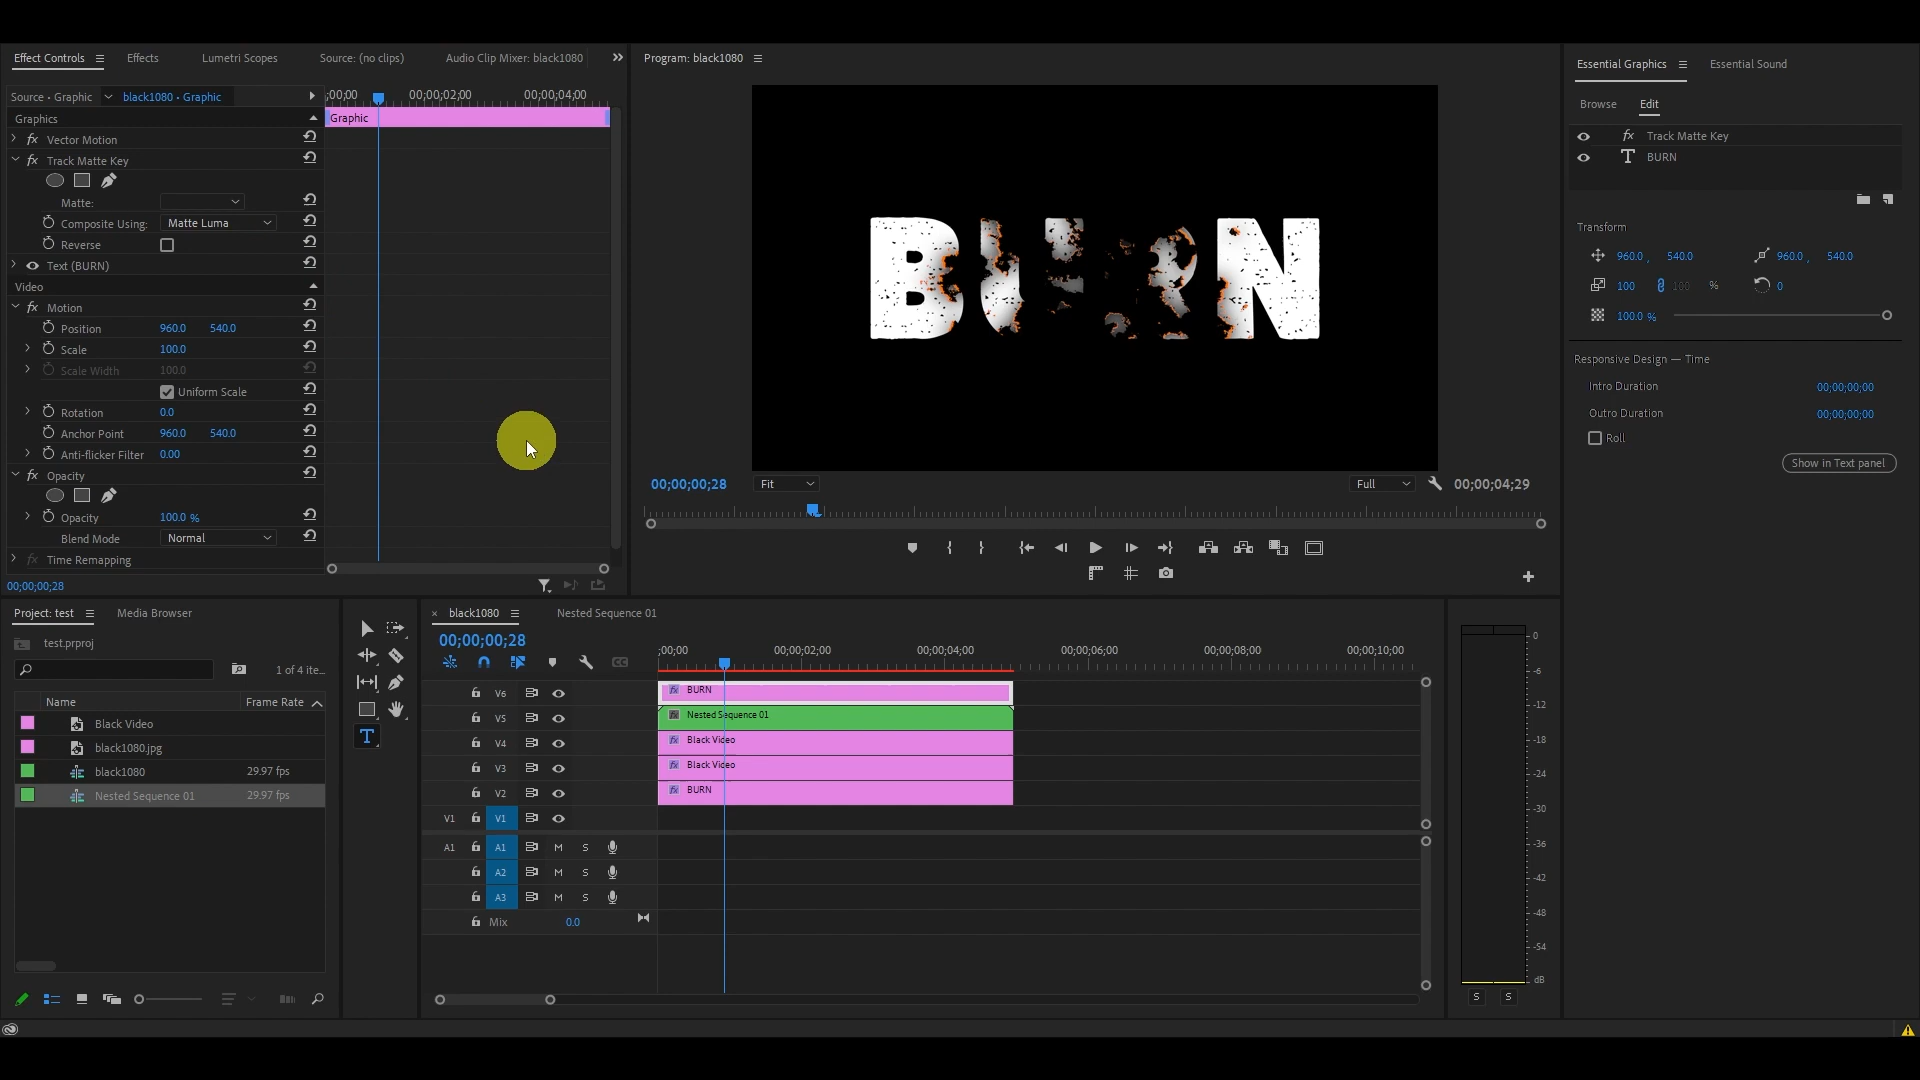 Effect Controls
Effects
Lumetri Scopes
Source: (no clips)
Audio Clip Mixer: black1080
Program: black1080
Essential Graphics
Essential Sound
Source • Graphic
black1080 • Graphic
;00;00
00;00;02;00
00;00;04;00
Graphics
Graphic
Vector Motion
Track Matte Key
Matte:
Composite Using:
Matte Luma
Reverse
Text (BURN)
Video
Motion
Position
960.0
540.0
Scale
100.0
Scale Width
100.0
Uniform Scale
Rotation
0.0
Anchor Point
960.0
540.0
Anti-flicker Filter
0.00
Opacity
Opacity
100.0 %
Blend Mode
Normal
Time Remapping
00;00;00;28
BURN
00;00;00;28
Fit
Full
00;00;04;29
Browse
Edit
Track Matte Key
BURN
Transform
960.0 ,
540.0
960.0 ,
540.0
100
100
%
0
100.0 %
Responsive Design — Time
Intro Duration
00;00;00;00
Outro Duration
00;00;00;00
Roll
Show in Text panel
Project: test
Media Browser
test.prproj
1 of 4 ite...
Name
Frame Rate
Black Video
black1080.jpg
black1080
29.97 fps
Nested Sequence 01
29.97 fps
black1080
Nested Sequence 01
00;00;00;28
;00;00
00;00;02;00
00;00;04;00
00;00;06;00
00;00;08;00
00;00;10;00
V6
BURN
V5
Nested Sequence 01
V4
Black Video
V3
Black Video
V2
BURN
V1
V1
A1
A1
M
S
A2
M
S
A3
M
S
Mix
0.0
0
-6
-12
-18
-24
-30
-36
-42
-48
-54
dB
S
S